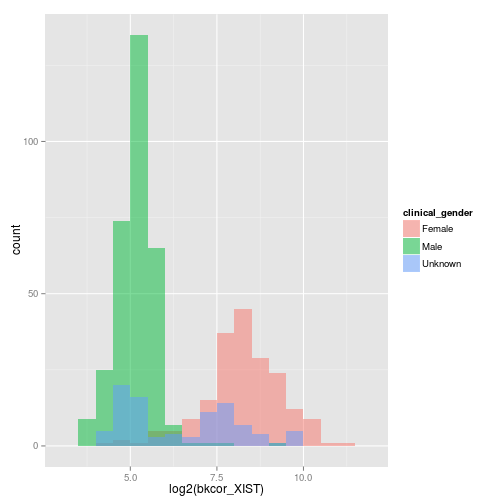 clinical_gender
Female
Male
Unknown
count
100
50
0
5.0 7.5 10.0
log2(bkcor_XIST)